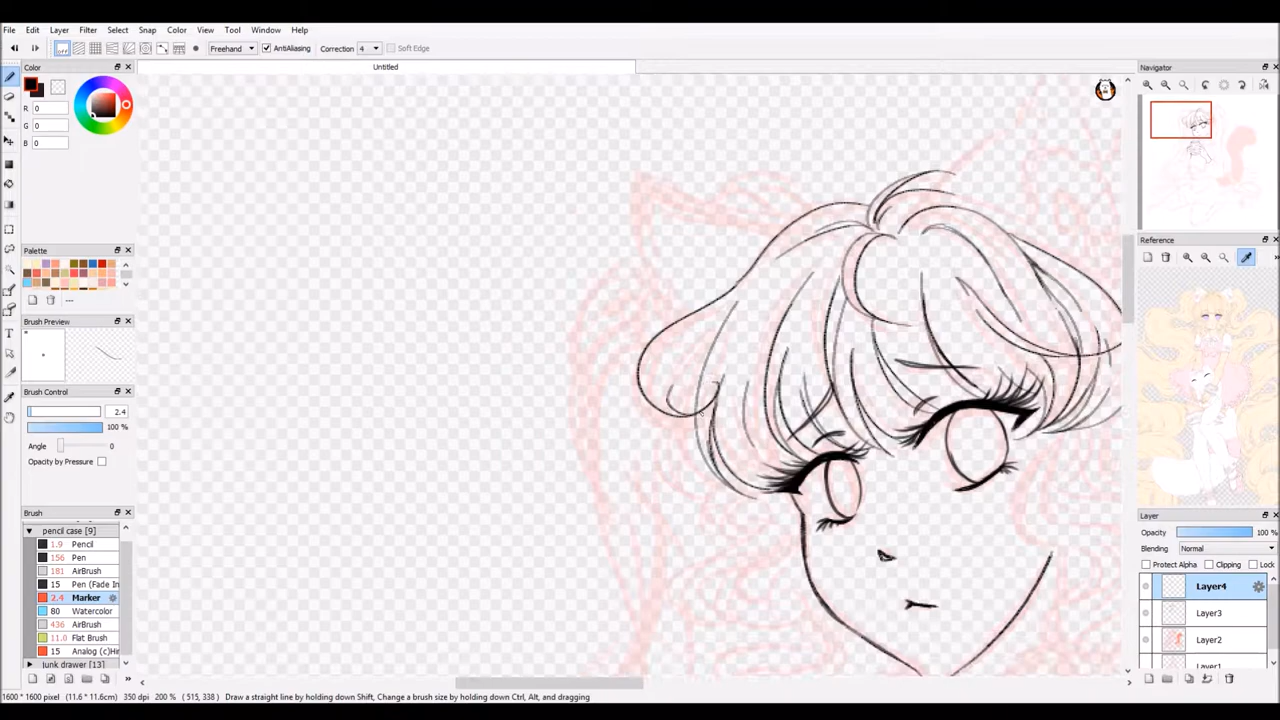 File Edit Layer Filter Select Snap Color View Tool Window Help
Freehand AntiAliasing Correction 4 Soft Edge
Color
Untitled
Navigator
R 0
G 0
B 0
Palette
---
Brush Preview
Brush Control
2.4
100 %
Angle 0
Opacity by Pressure
Brush
pencil case [9]
1.9 Pencil
156 Pen
181 AirBrush
15 Pen (Fade In
2.4 Marker
80 Watercolor
436 AirBrush
11.0 Flat Brush
15 Analog (c)Hi
junk drawer [13]
Reference
Layer
Opacity 100 %
Blending Normal
Protect Alpha Clipping Lock
Layer4
Layer3
Layer2
Layer1
1600 * 1600 pixel (11.6 * 11.6cm) 350 dpi 200 % ( 515, 338 ) Draw a straight line by holding down Shift, Change a brush size by holding down Ctrl, Alt, and dragging